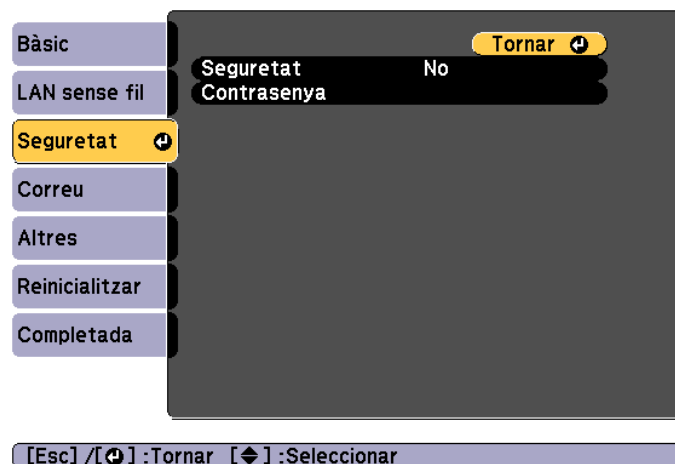 Bàsic
LAN sense fil
Seguretat
Correu
Altres
Reinicialitzar
Completada
Tornar
Seguretat No
Contrasenya
[Esc] /[ ] :Tornar [ ] :Seleccionar